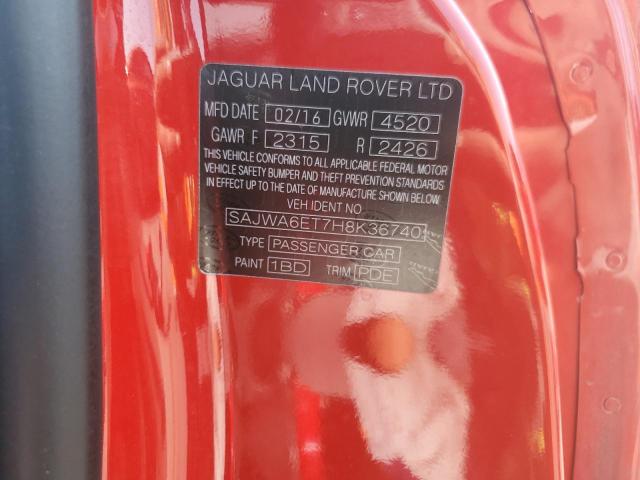 JAGUAR LAND ROVER LTD
MFD DATE 02/16 GVWR 4520
GAWR F 2315 R 2426
THIS VEHICLE CONFORMS TO ALL APPLICABLE FEDERAL MOTOR
VEHICLE SAFETY BUMPER AND THEFT PREVENTION STANDARDS
IN EFFECT UP TO THE DATE OF MANUFACTURE SHOWN BELOW.
VEH IDENT NO
SAJWA6ET7H8K36740
TYPE PASSENGER CAR
PAINT 1BD TRIM PDE